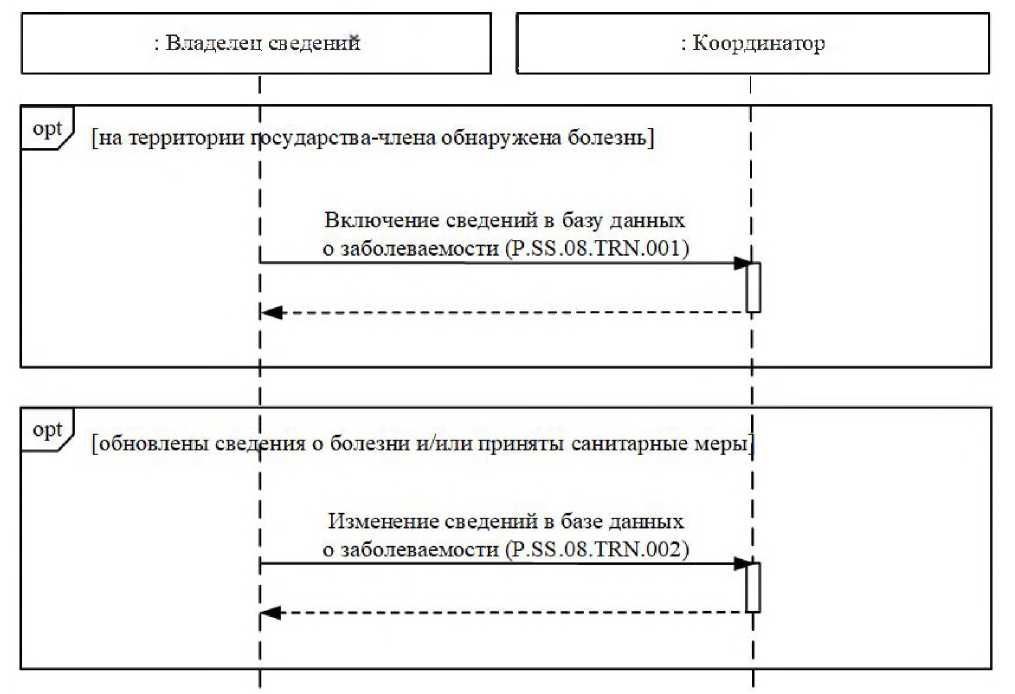 : Владелец сведений
: Координатор
opt
[на территории государства-члена обнаружена болезнь]
Включение сведений в базу данных
о заболеваемости (P.SS.08.TRN.001)
opt
[обновлены сведения о болезни и/или приняты санитарные меры]
Изменение сведений в базе данных
о заболеваемости (P.SS.08.TRN.002)